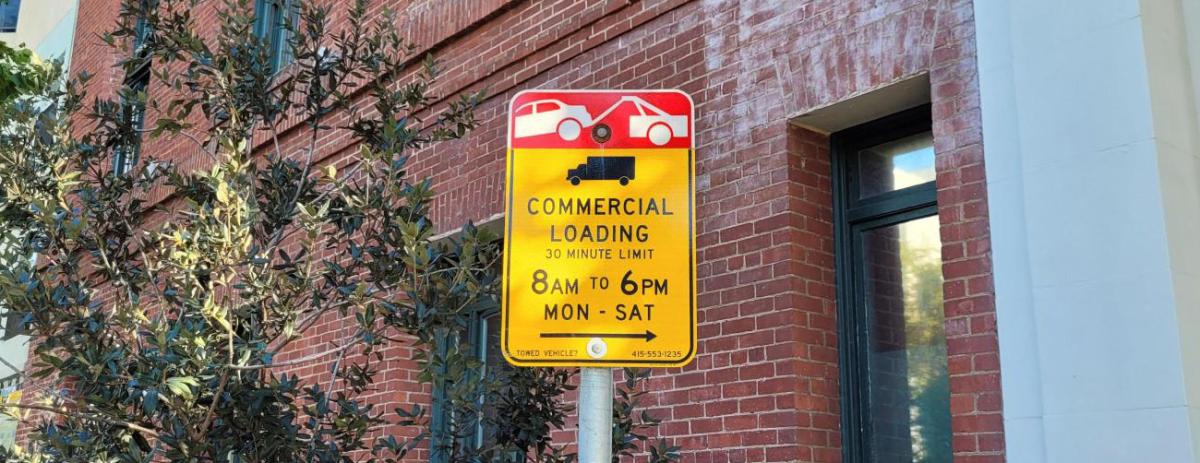 COMMERCIAL
LOADING
30 MINUTE LIMIT
8AM TO 6PM
MON - SAT
TOWED VEHICLE? 415-553-1235